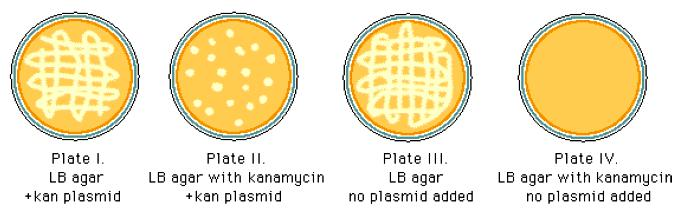 Plate I.
LB agar
+kan plasmid
Plate II.
LB agar with kanamycin
+kan plasmid
Plate III.
LB agar
no plasmid added
Plate IV.
LB agar with kanamycin
no plasmid added